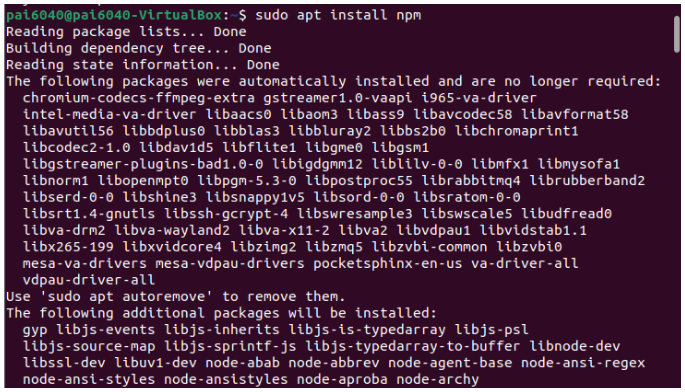 pai6040@pai6040-VirtualBox:~$ sudo apt install npm
Reading package lists... Done
Building dependency tree... Done
Reading state information... Done
The following packages were automatically installed and are no longer required:
chromium-codecs-ffmpeg-extra gstreamer1.0-vaapi i965-va-driver
intel-media-va-driver libaacs0 libaom3 libass9 libavcodec58 libavformat58
libavutil56 libbdplus0 libblas3 libbluray2 libbs2b0 libchromaprint1
libcodec2-1.0 libdav1d5 libflite1 libgme0 libgsm1
libgstreamer-plugins-bad1.0-0 libigdgmm12 liblilv-0-0 libmfx1 libmysofa1
libnorm1 libopenmpt0 libpgm-5.3-0 libpostproc55 librabbitmq4 librubberband2
libserd-0-0 libshine3 libsnappy1v5 libsord-0-0 libsratom-0-0
libsrt1.4-gnutls libssh-gcrypt-4 libswresample3 libswscale5 libudfread0
libva-drm2 libva-wayland2 libva-x11-2 libva2 libvdpau1 libvidstab1.1
libx265-199 libxvidcore4 libzimg2 libzmq5 libzvbi-common libzvbi0
mesa-va-drivers mesa-vdpau-drivers pocketsphinx-en-us va-driver-all
vdpau-driver-all
Use 'sudo apt autoremove' to remove them.
The following additional packages will be installed:
gyp libjs-events libjs-inherits libjs-is-typedarray libjs-psl
libjs-source-map libjs-sprintf-js libjs-typedarray-to-buffer libnode-dev
libssl-dev libuv1-dev node-abab node-abbrev node-agent-base node-ansi-regex
node-ansi-styles node-ansistyles node-aproba node-archy